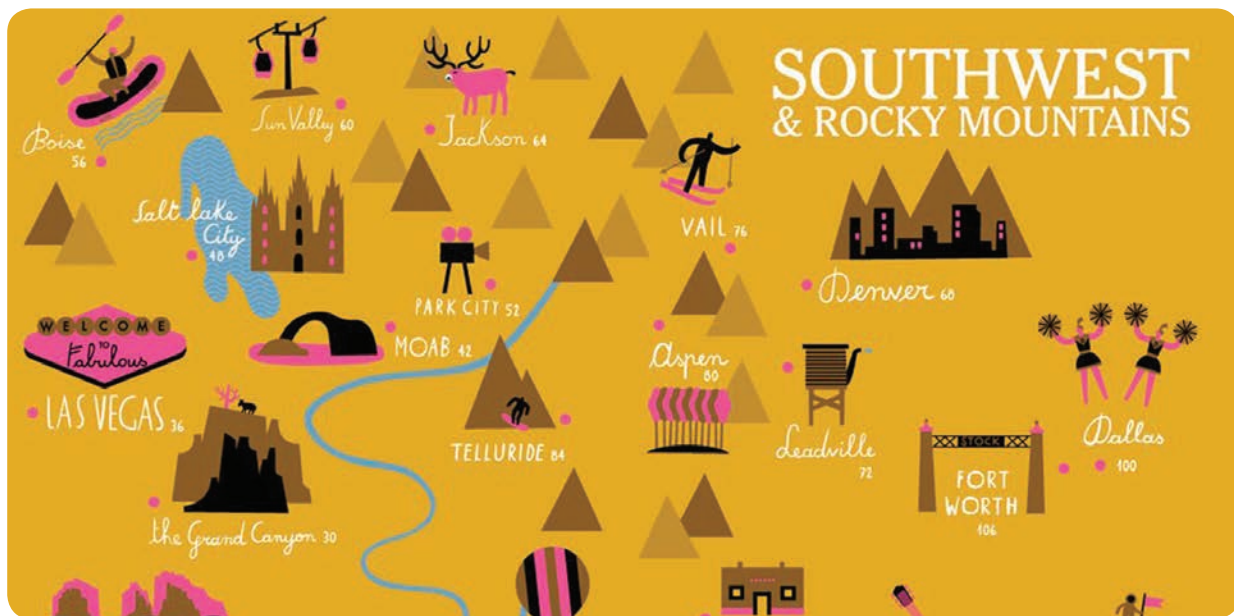 SOUTHWEST
& ROCKY MOUNTAINS
Boise
56
Sun Valley 60
Jackson 64
VAIL 76
Salt lake
City
48
PARK CITY 52
Denver 68
WELCOME
TO
Fabulous
LAS VEGAS 36
MOAB 42
Aspen
80
TELLURIDE 84
Leadville
72
STOCK
FORT
WORTH
106
Dallas
100
the Grand Canyon 30